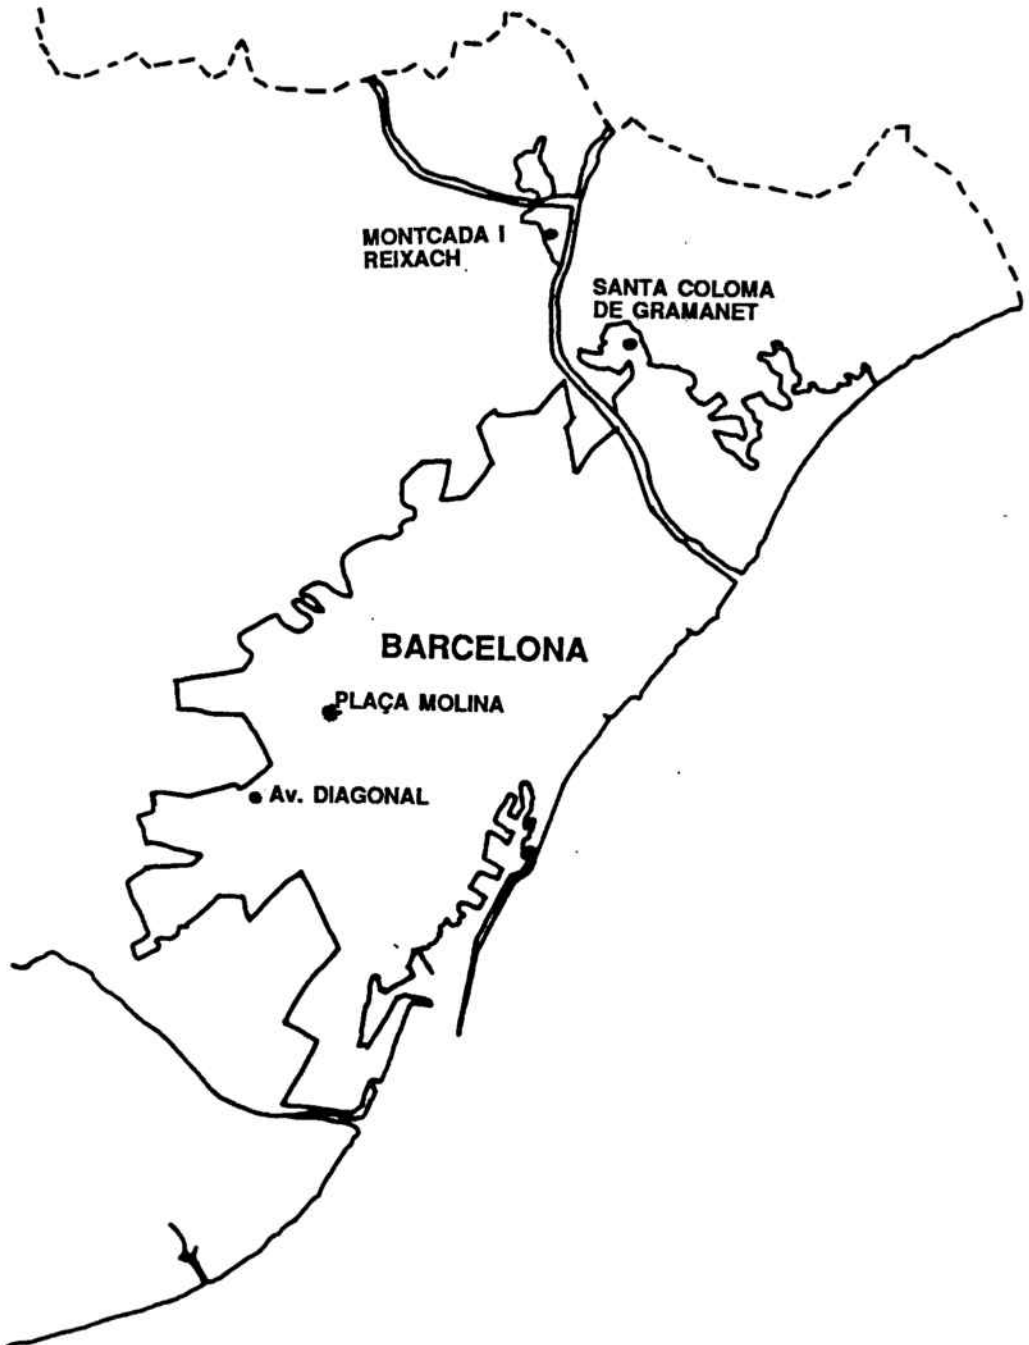 MONTCADA I
REIXACH
SANTA COLOMA
DE GRAMANET
BARCELONA
PLAÇA MOLINA
Av. DIAGONAL